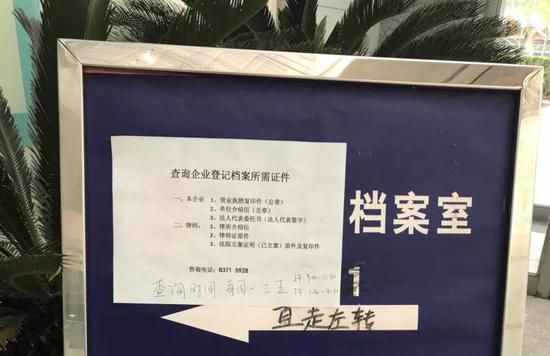 查询企业登记档案所需证件
一、本企业 1、营业执照复印件（公章）
2、单位介绍信（公章）
3、法人代表委托书（法人代表签字）
二、律师： 1、律所介绍信
2、律师证原件
3、法院立案证明（已立案）原件及复印件
咨询电话：8371 5928
查询时间 每周一三五
档案室
1
直走左转